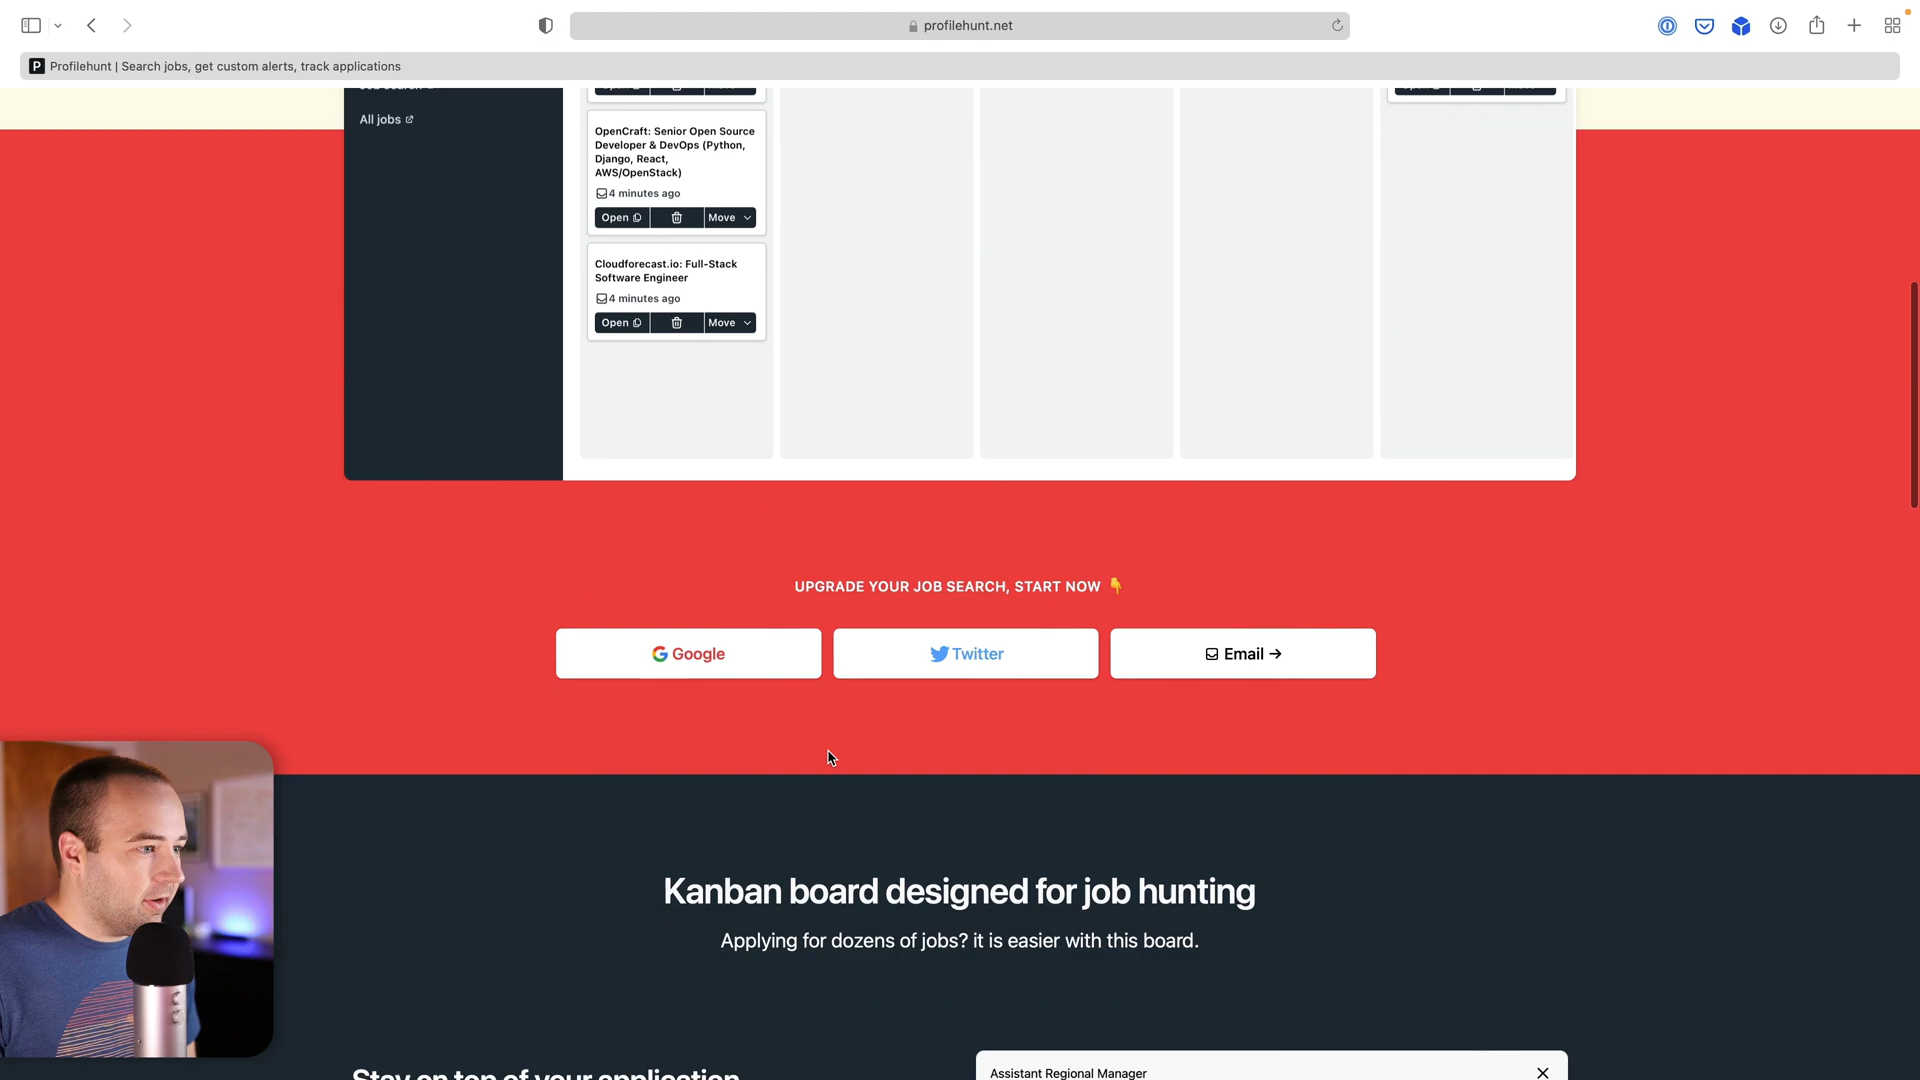 profilehunt.net
P Profilehunt | Search jobs, get custom alerts, track applications
All jobs
OpenCraft: Senior Open Source
Developer & DevOps (Python,
Django, React,
AWS/OpenStack)
4 minutes ago
Open
Move
Cloudforecast.io: Full-Stack
Software Engineer
4 minutes ago
Open
Move
UPGRADE YOUR JOB SEARCH, START NOW 👇
Google
Twitter
Email →
Kanban board designed for job hunting
Applying for dozens of jobs? it is easier with this board.
Stay on top of your application
Assistant Regional Manager